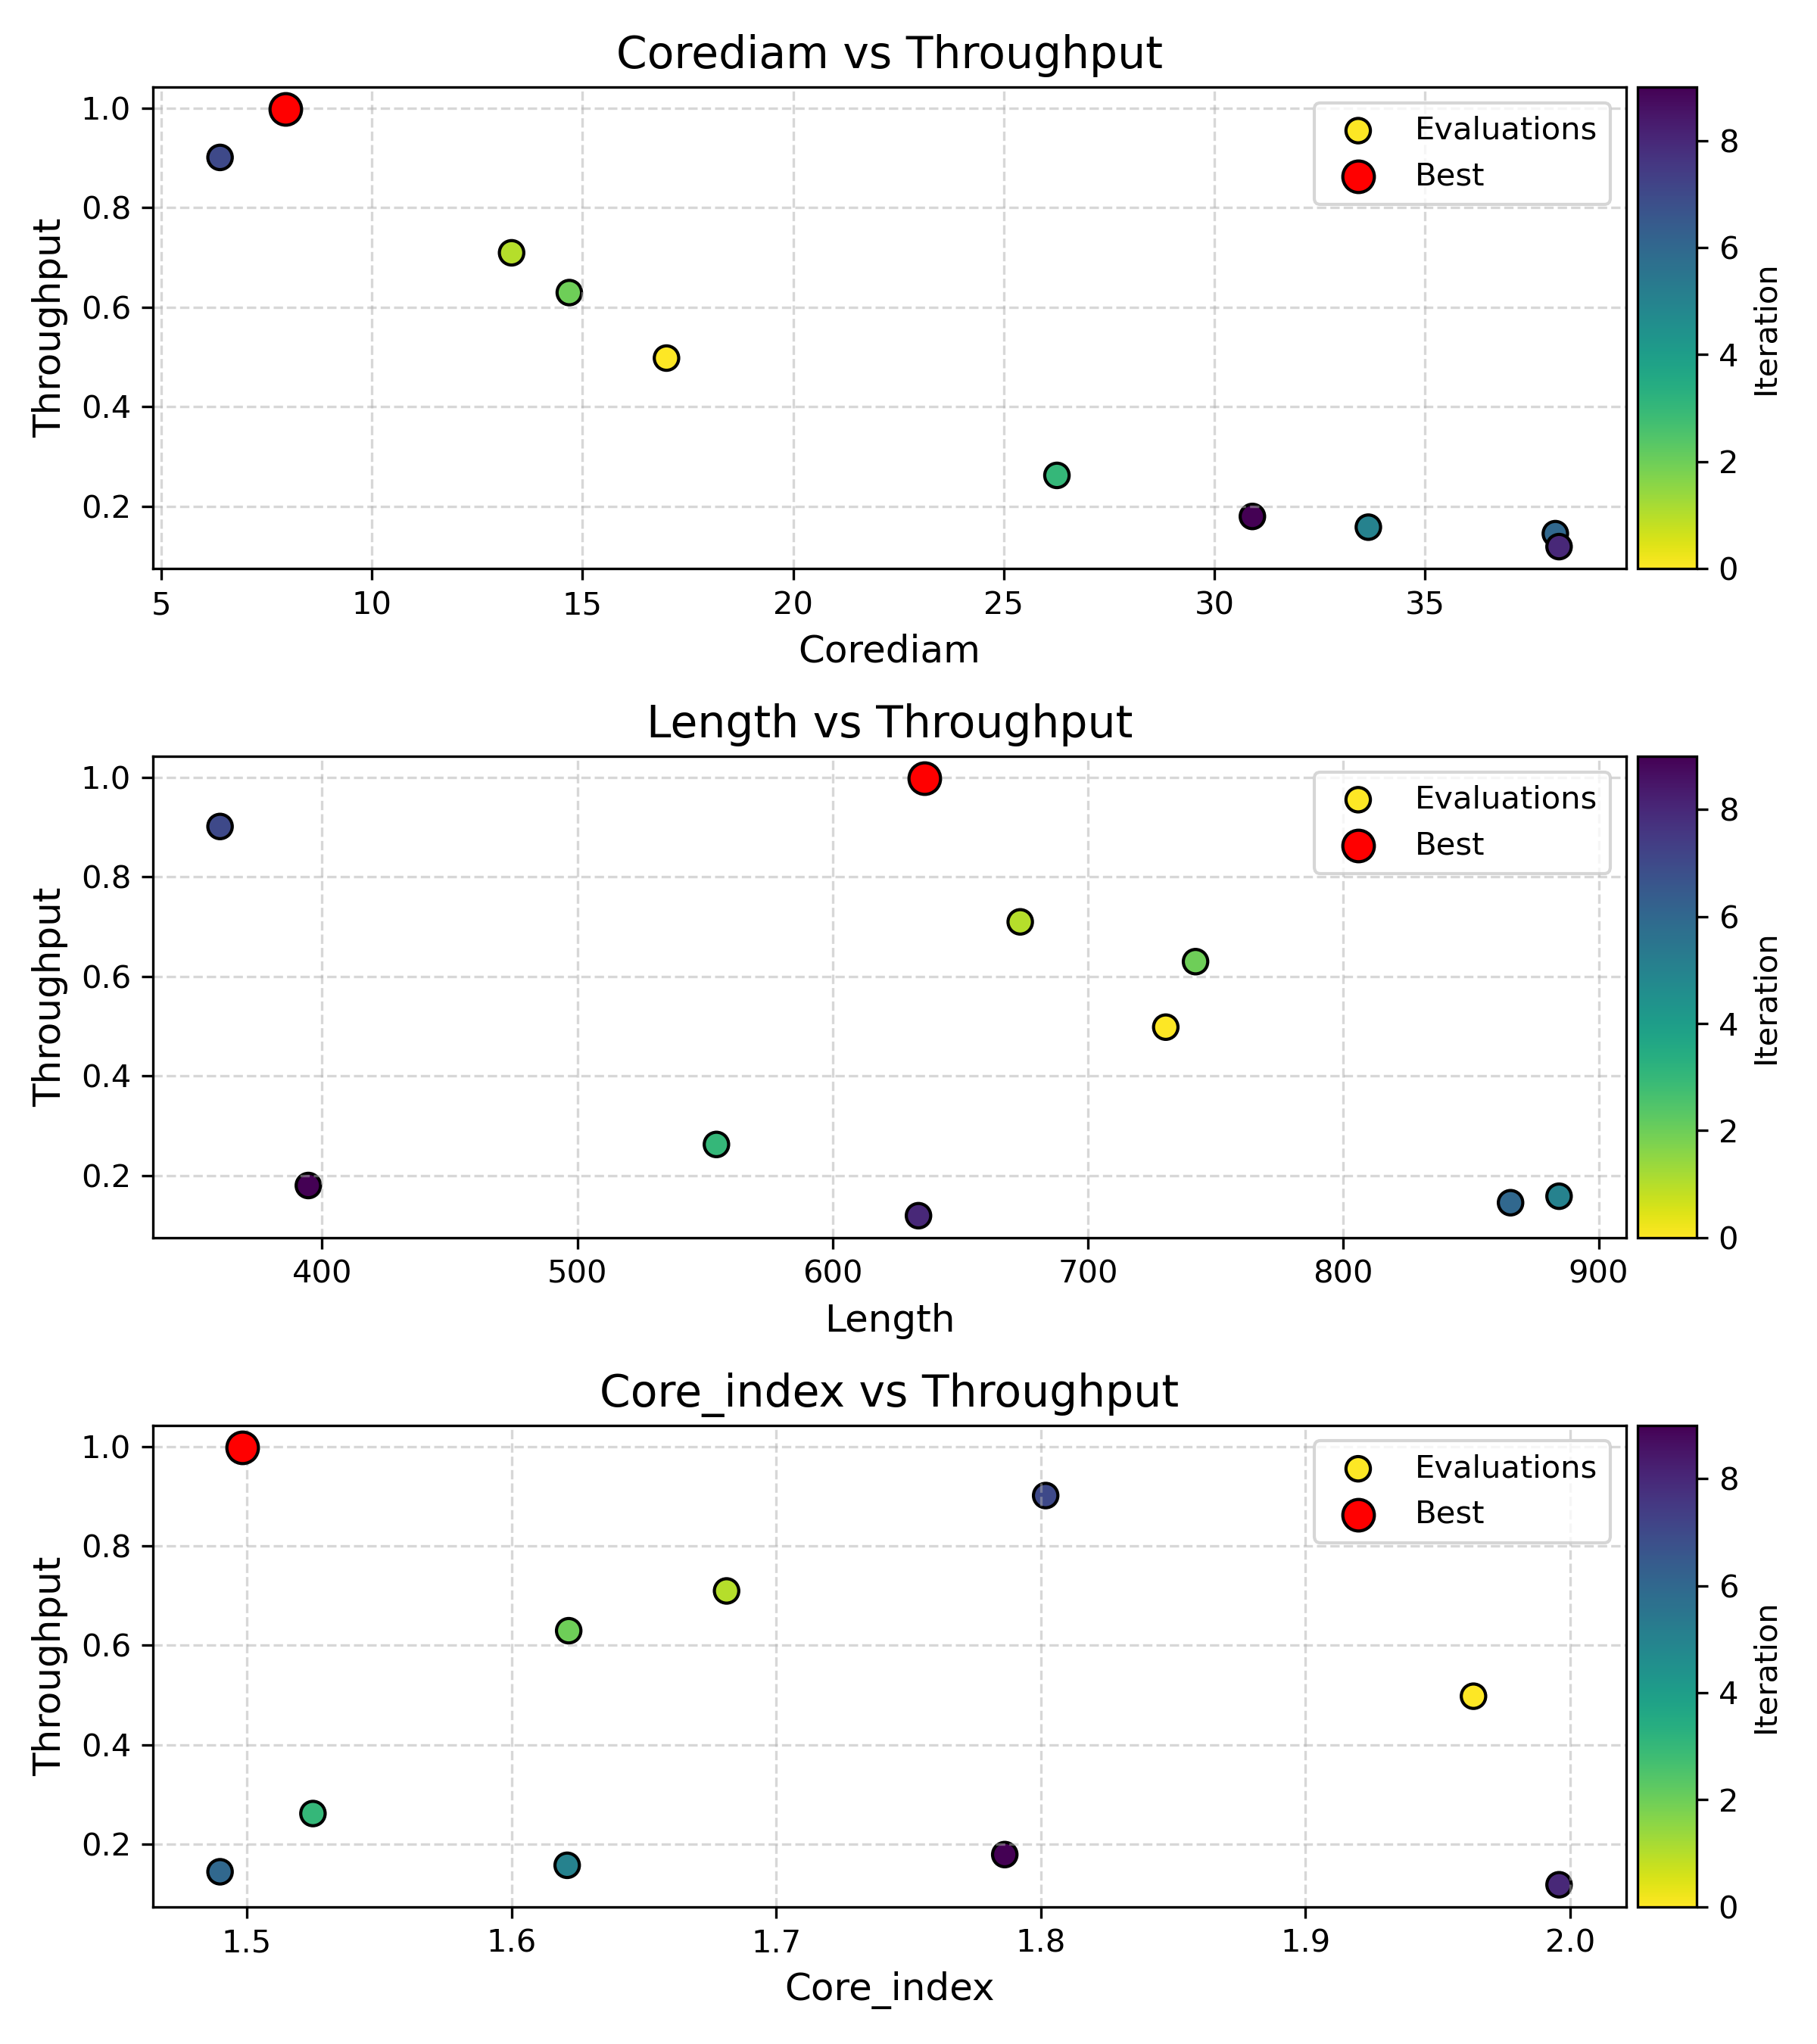 Corediam vs Throughput
1.0
0.8
0.6
0.4
0.2
Throughput
5 10 15 20 25 30 35
Corediam
Evaluations
Best
8
6
4
2
0
Iteration
Length vs Throughput
1.0
0.8
0.6
0.4
0.2
Throughput
400 500 600 700 800 900
Length
Evaluations
Best
8
6
4
2
0
Iteration
Core_index vs Throughput
1.0
0.8
0.6
0.4
0.2
Throughput
1.5 1.6 1.7 1.8 1.9 2.0
Core_index
Evaluations
Best
8
6
4
2
0
Iteration